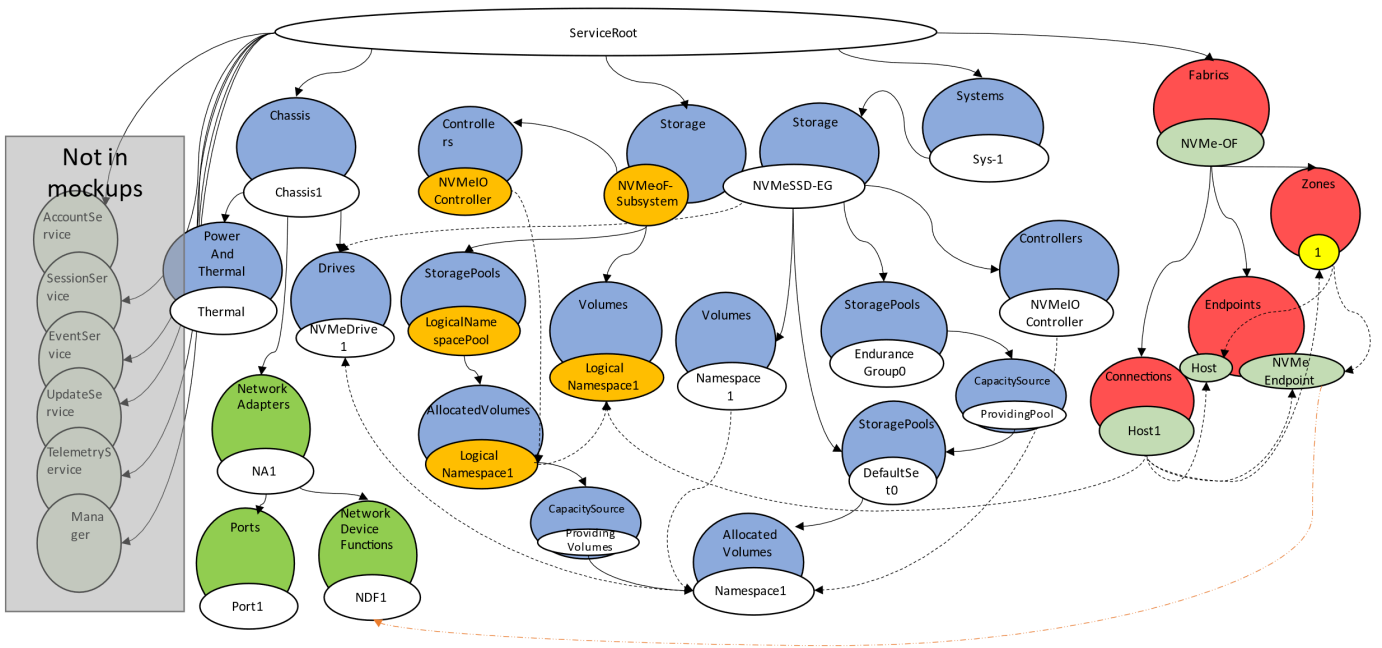 ServiceRoot
Not in
mockups
AccountSe
rvice
SessionSer
vice
EventSer
vice
UpdateSe
rvice
TelemetryS
ervice
Mana
ger
Chassis
Chassis1
Power
And
Thermal
Thermal
Drives
NVMeDrive
1
Network
Adapters
NA1
Ports
Port1
Network
Device
Functions
NDF1
Controlle
rs
NVMeIO
Controller
Storage
NVMe-oF-
Subsystem
StoragePools
LogicalName
spacePool
AllocatedVolumes
Logical
Namespace1
CapacitySource
Providing
Volumes
Volumes
Logical
Namespace1
Storage
NVMeSSD-EG
Volumes
Namespace
1
StoragePools
Endurance
Group0
CapacitySource
ProvidingPool
StoragePools
DefaultSe
t0
Allocated
Volumes
Namespace1
Systems
Sys-1
Controllers
NVMeIO
Controller
Fabrics
NVMe-OF
Zones
1
Endpoints
Host
NVMe
Endpoint
Connections
Host1